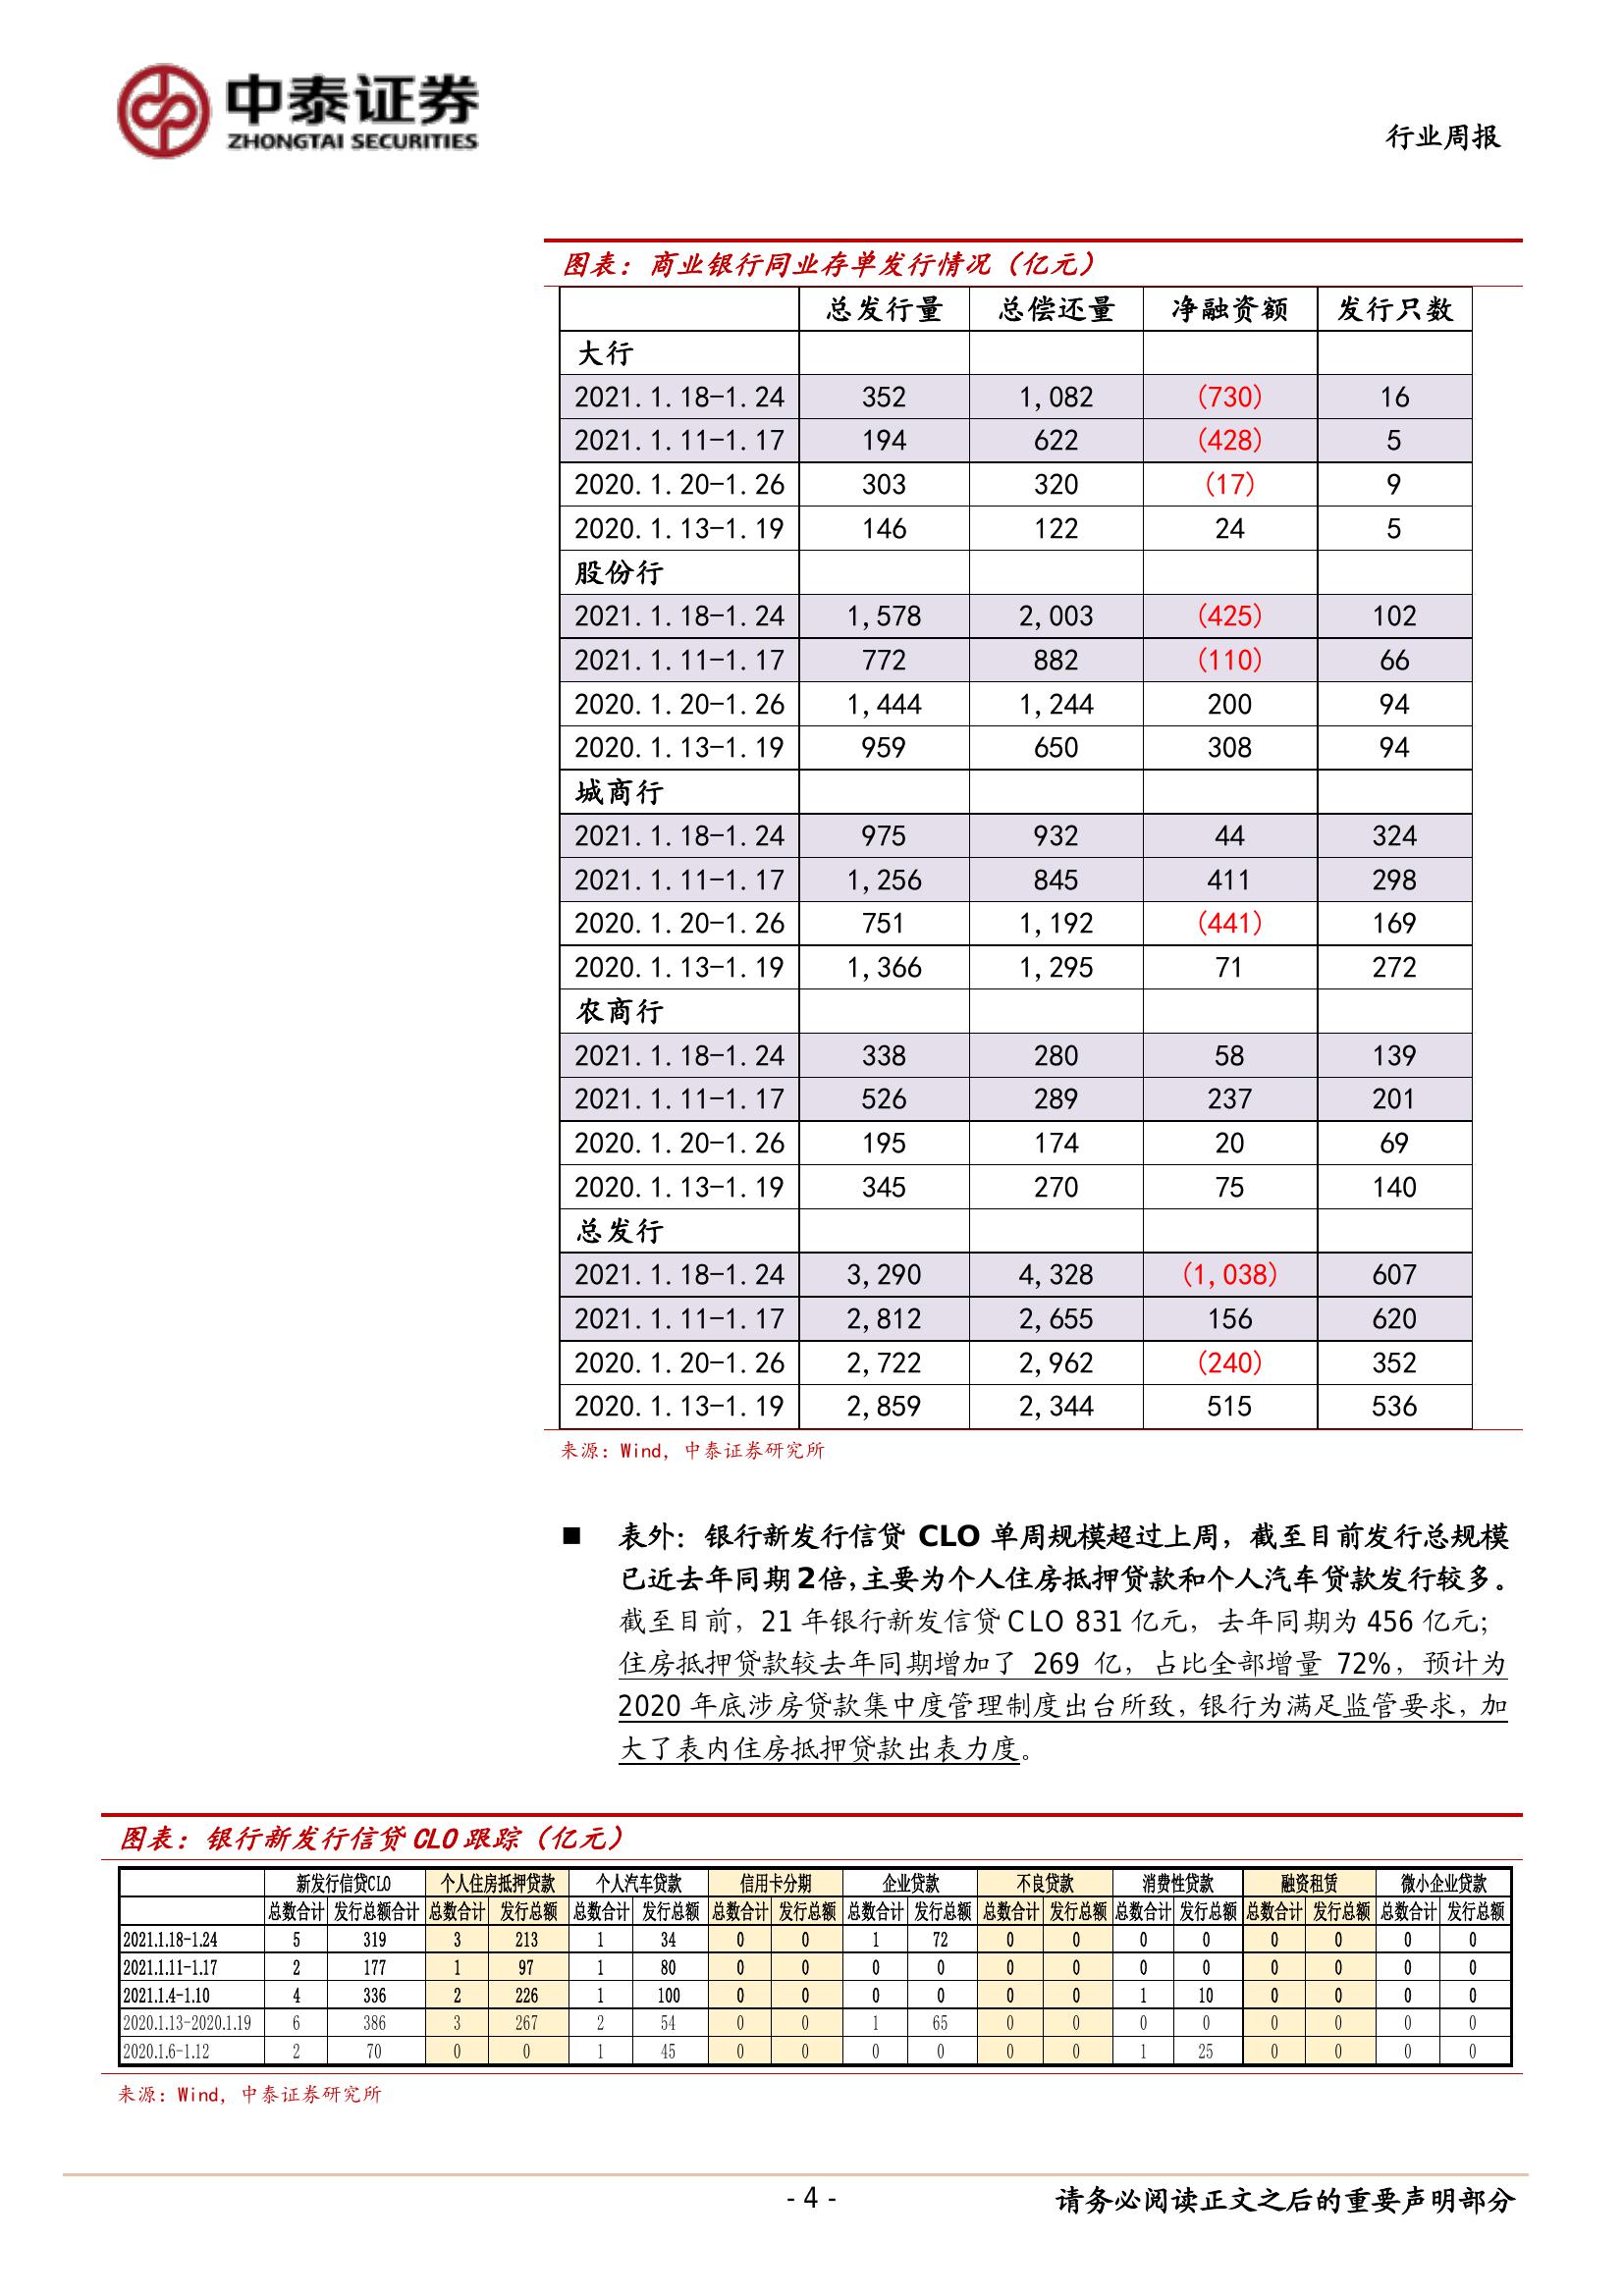 中泰证券
ZHONGTAI SECURITIES
行业周报
图表：商业银行同业存单发行情况（亿元）
总发行量 总偿还量 净融资额 发行只数
大行
2021.1.18-1.24 352 1,082 (730) 16
2021.1.11-1.17 194 622 (428) 5
2020.1.20-1.26 303 320 (17) 9
2020.1.13-1.19 146 122 24 5
股份行
2021.1.18-1.24 1,578 2,003 (425) 102
2021.1.11-1.17 772 882 (110) 66
2020.1.20-1.26 1,444 1,244 200 94
2020.1.13-1.19 959 650 308 94
城商行
2021.1.18-1.24 975 932 44 324
2021.1.11-1.17 1,256 845 411 298
2020.1.20-1.26 751 1,192 (441) 169
2020.1.13-1.19 1,366 1,295 71 272
农商行
2021.1.18-1.24 338 280 58 139
2021.1.11-1.17 526 289 237 201
2020.1.20-1.26 195 174 20 69
2020.1.13-1.19 345 270 75 140
总发行
2021.1.18-1.24 3,290 4,328 (1,038) 607
2021.1.11-1.17 2,812 2,655 156 620
2020.1.20-1.26 2,722 2,962 (240) 352
2020.1.13-1.19 2,859 2,344 515 536
来源：Wind，中泰证券研究所
■ 表外：银行新发行信贷 CLO 单周规模超过上周，截至目前发行总规模
已近去年同期 2 倍，主要为个人住房抵押贷款和个人汽车贷款发行较多。
截至目前，21 年银行新发信贷 CLO 831 亿元，去年同期为 456 亿元；
住房抵押贷款较去年同期增加了 269 亿，占比全部增量 72%，预计为
2020 年底涉房贷款集中度管理制度出台所致，银行为满足监管要求，加
大了表内住房抵押贷款出表力度。
图表：银行新发行信贷 CLO 跟踪（亿元）
新发行信贷CLO 个人住房抵押贷款 个人汽车贷款 信用卡分期 企业贷款 不良贷款 消费性贷款 融资租赁 微小企业贷款
总数合计 发行总额合计 总数合计 发行总额 总数合计 发行总额 总数合计 发行总额 总数合计 发行总额 总数合计 发行总额 总数合计 发行总额 总数合计 发行总额 总数合计 发行总额
2021.1.18-1.24 5 319 3 213 1 34 0 0 1 72 0 0 0 0 0 0 0 0
2021.1.11-1.17 2 177 1 97 1 80 0 0 0 0 0 0 0 0 0 0 0 0
2021.1.4-1.10 4 336 2 226 1 100 0 0 0 0 0 0 1 10 0 0 0 0
2020.1.13-2020.1.19 6 386 3 267 2 54 0 0 1 65 0 0 0 0 0 0 0 0
2020.1.6-1.12 2 70 0 0 1 45 0 0 0 0 0 0 1 25 0 0 0 0
来源：Wind，中泰证券研究所
- 4 - 请务必阅读正文之后的重要声明部分